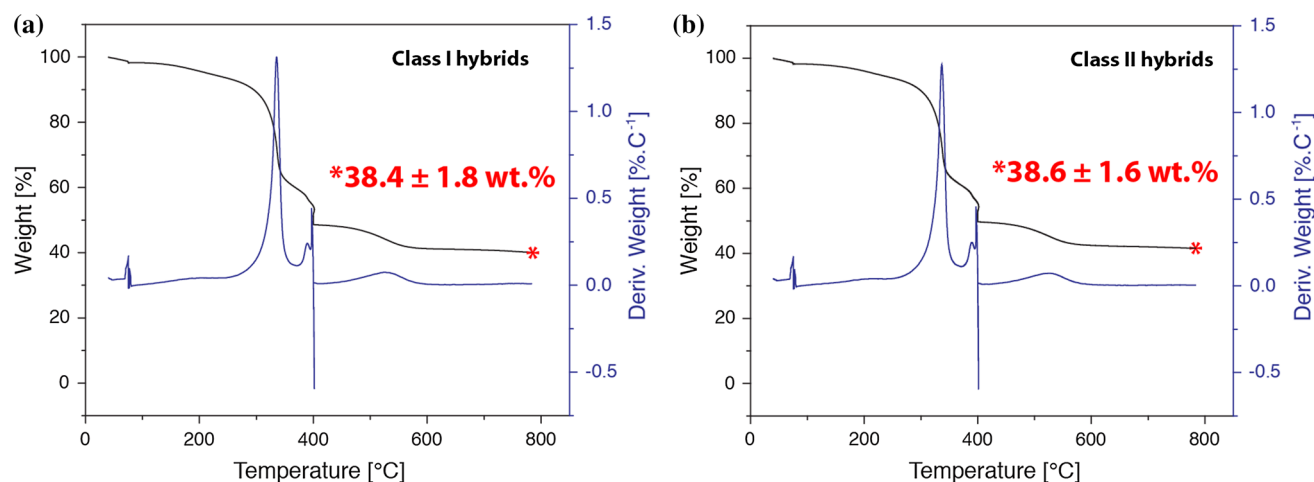 (a)
Class I hybrids
*38.4 ± 1.8 wt.%
*
Weight [%]
100
80
60
40
20
0
Deriv. Weight [%.C⁻¹]
1.5
1.0
0.5
0.0
-0.5
0 200 400 600 800
Temperature [°C]
(b)
Class II hybrids
*38.6 ± 1.6 wt.%
*
Weight [%]
100
80
60
40
20
0
Deriv. Weight [%.C⁻¹]
1.5
1.0
0.5
0.0
-0.5
0 200 400 600 800
Temperature [°C]